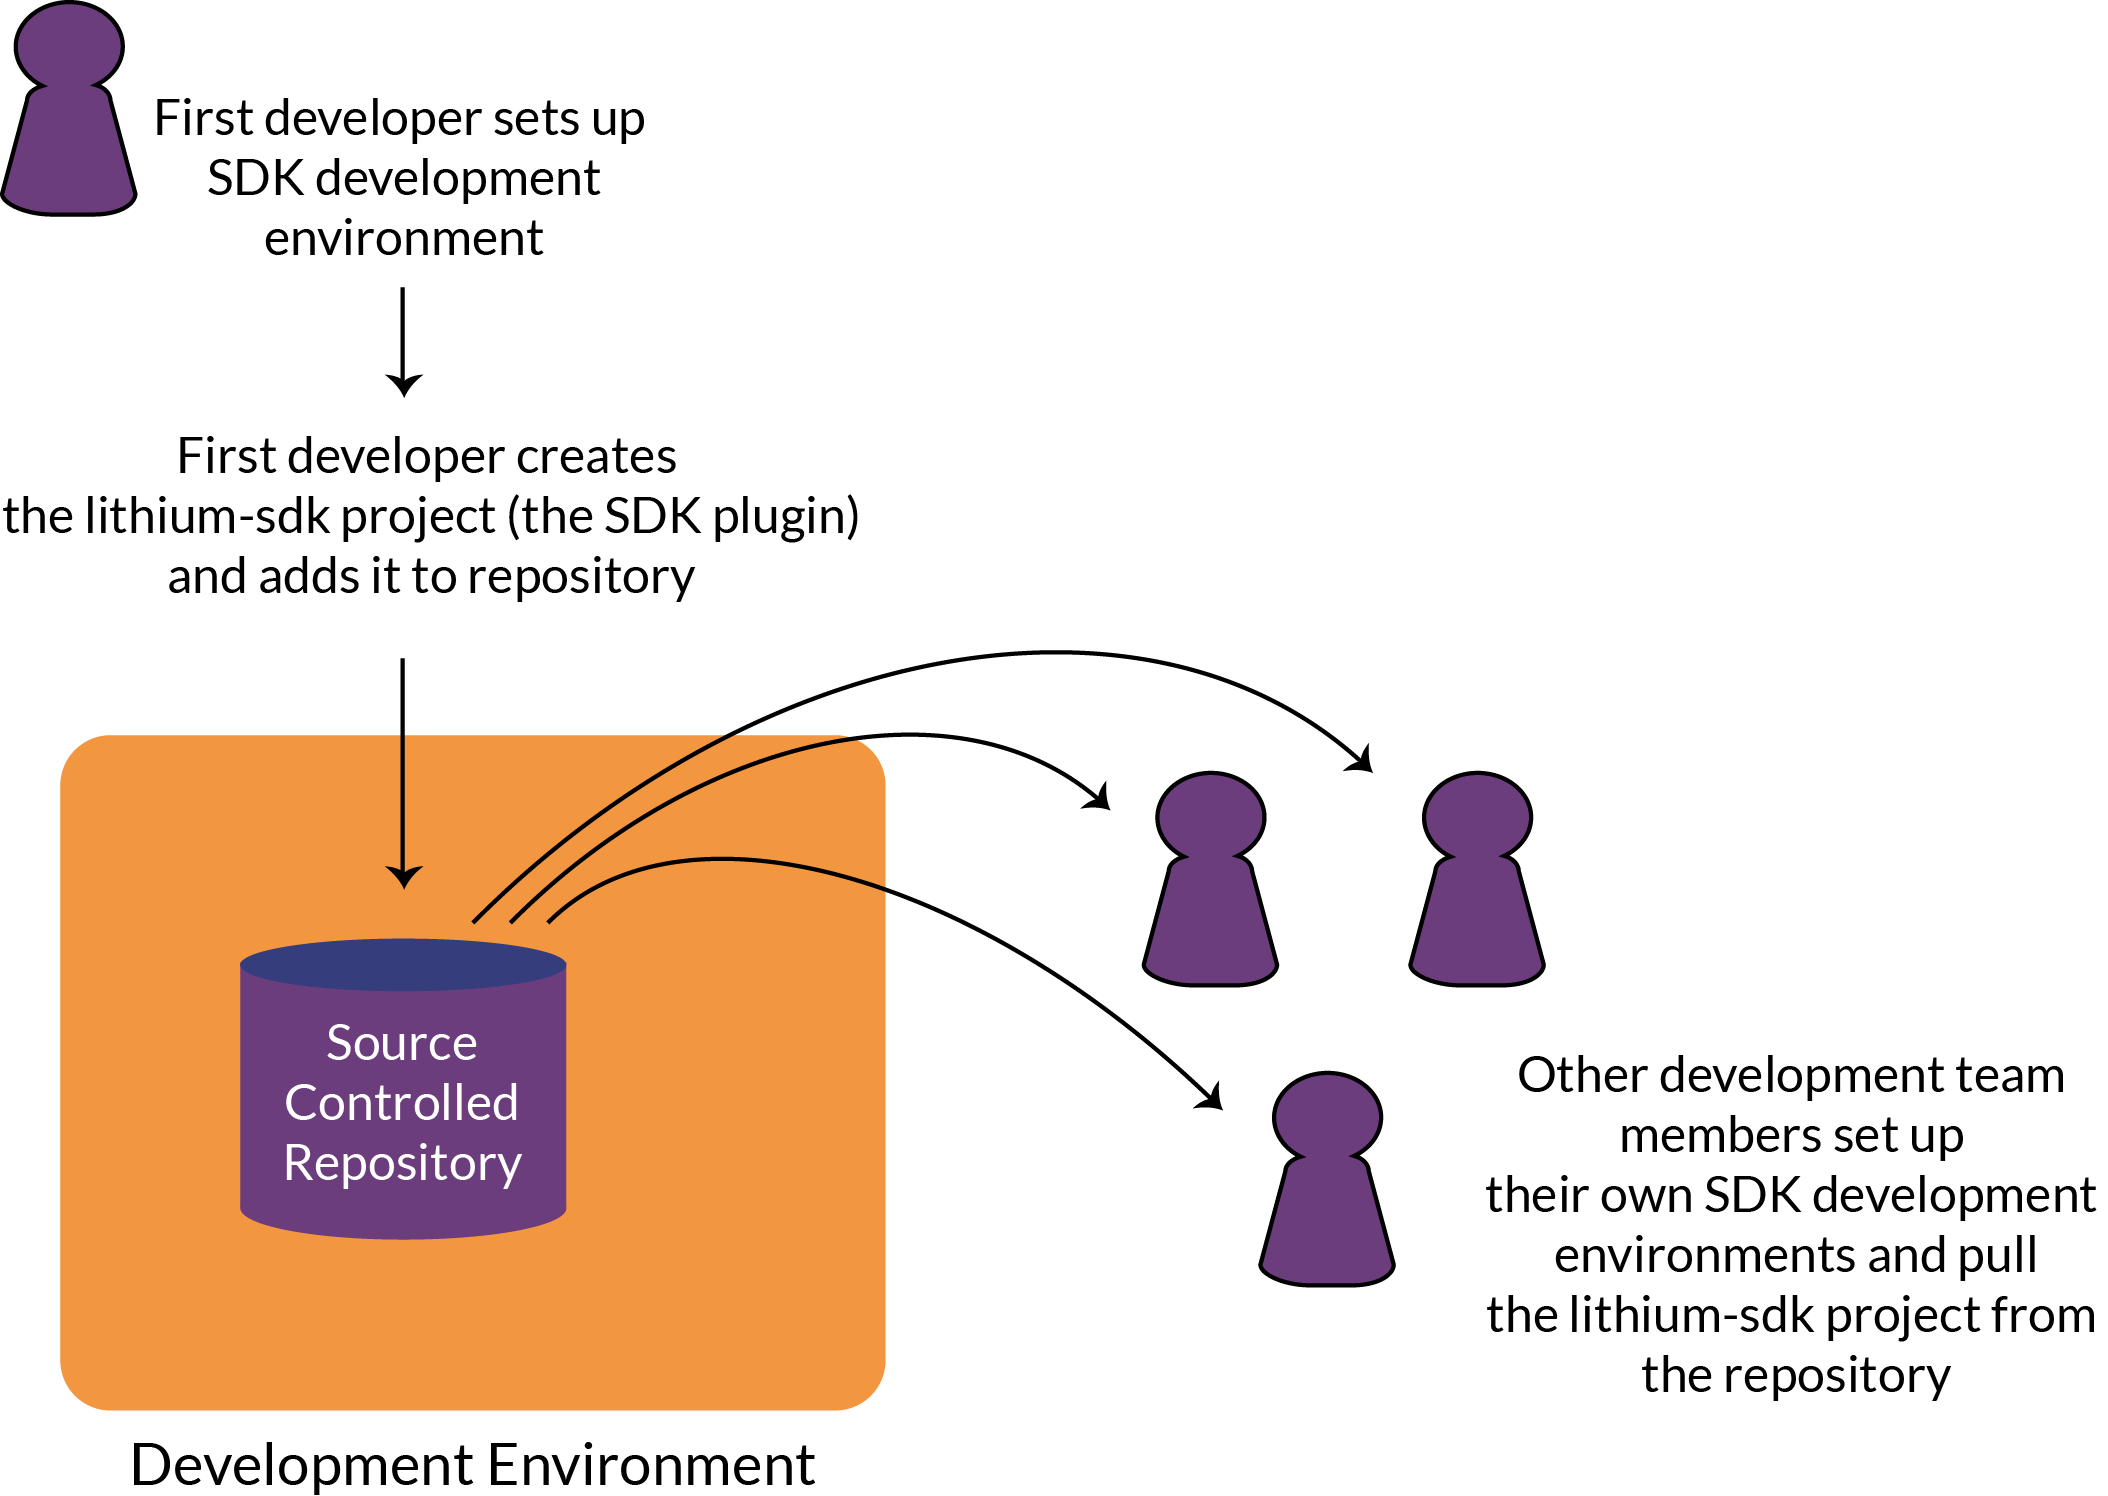 First developer sets up
SDK development
environment
First developer creates
the lithium-sdk project (the SDK plugin)
and adds it to repository
Source
Controlled
Repository
Other development team
members set up
their own SDK development
environments and pull
the lithium-sdk project from
the repository
Development Environment